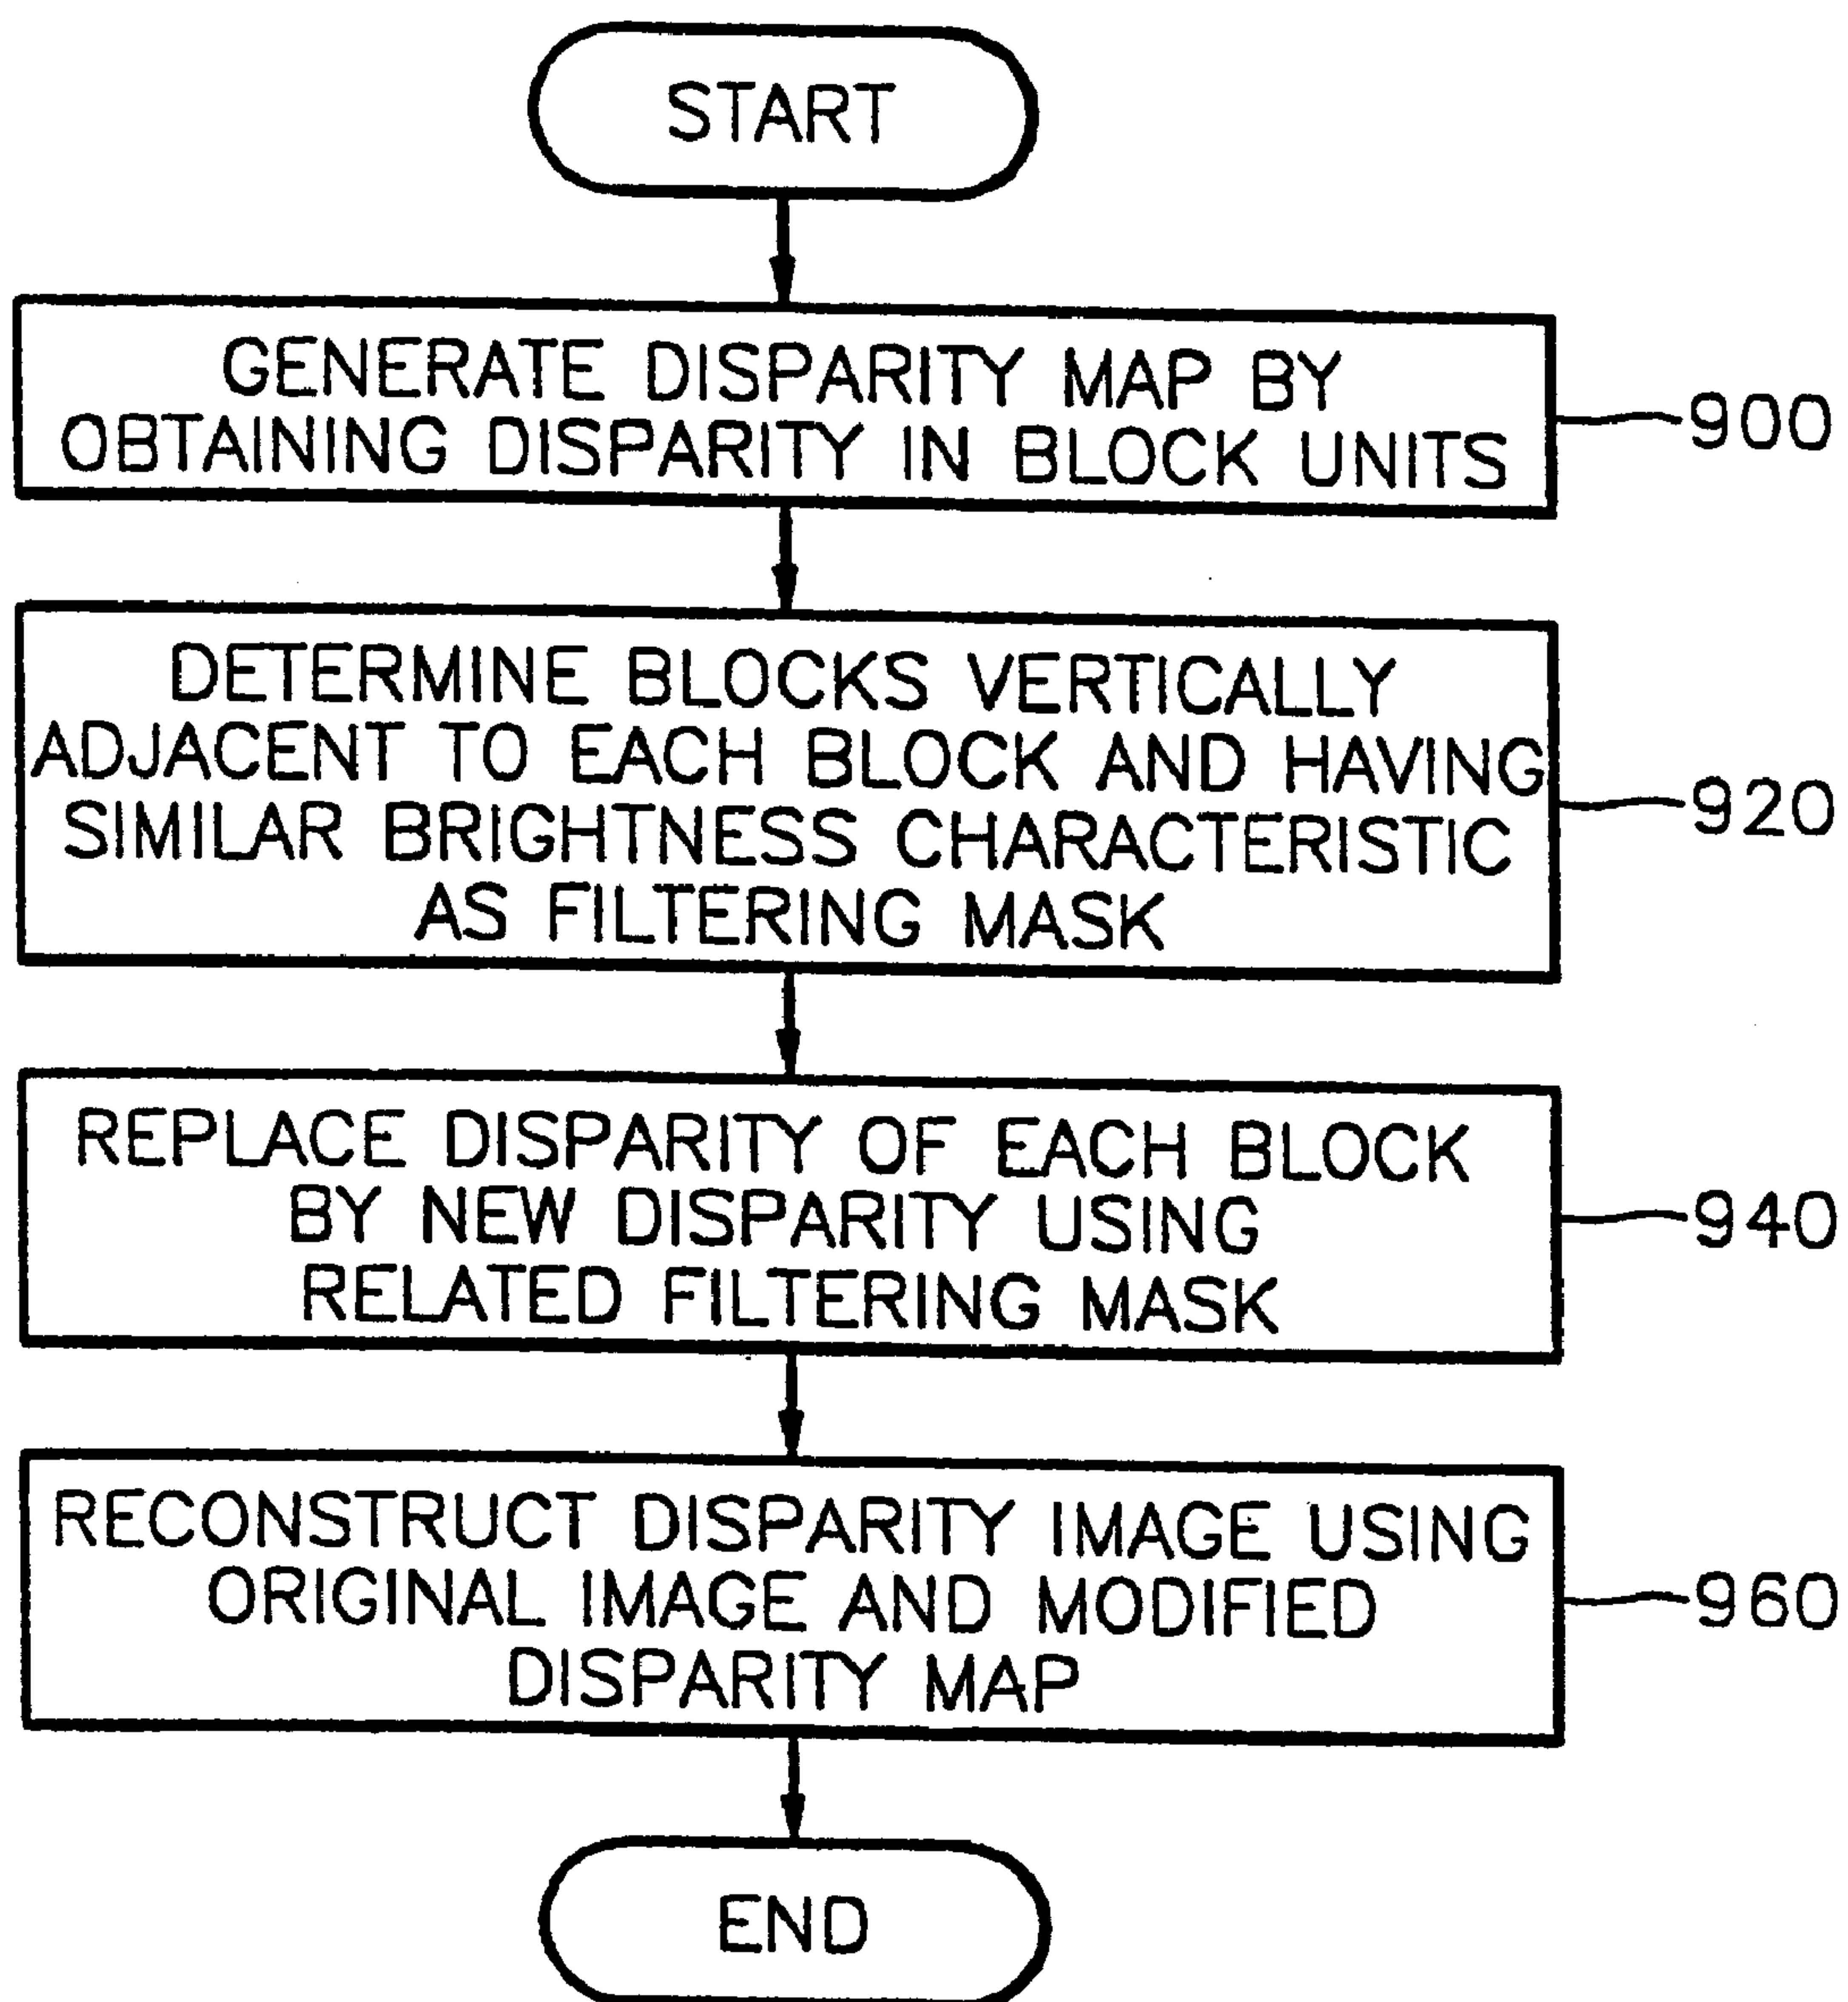 START
GENERATE DISPARITY MAP BY
OBTAINING DISPARITY IN BLOCK UNITS
900
DETERMINE BLOCKS VERTICALLY
ADJACENT TO EACH BLOCK AND HAVING
SIMILAR BRIGHTNESS CHARACTERISTIC
AS FILTERING MASK
920
REPLACE DISPARITY OF EACH BLOCK
BY NEW DISPARITY USING
RELATED FILTERING MASK
940
RECONSTRUCT DISPARITY IMAGE USING
ORIGINAL IMAGE AND MODIFIED
DISPARITY MAP
960
END